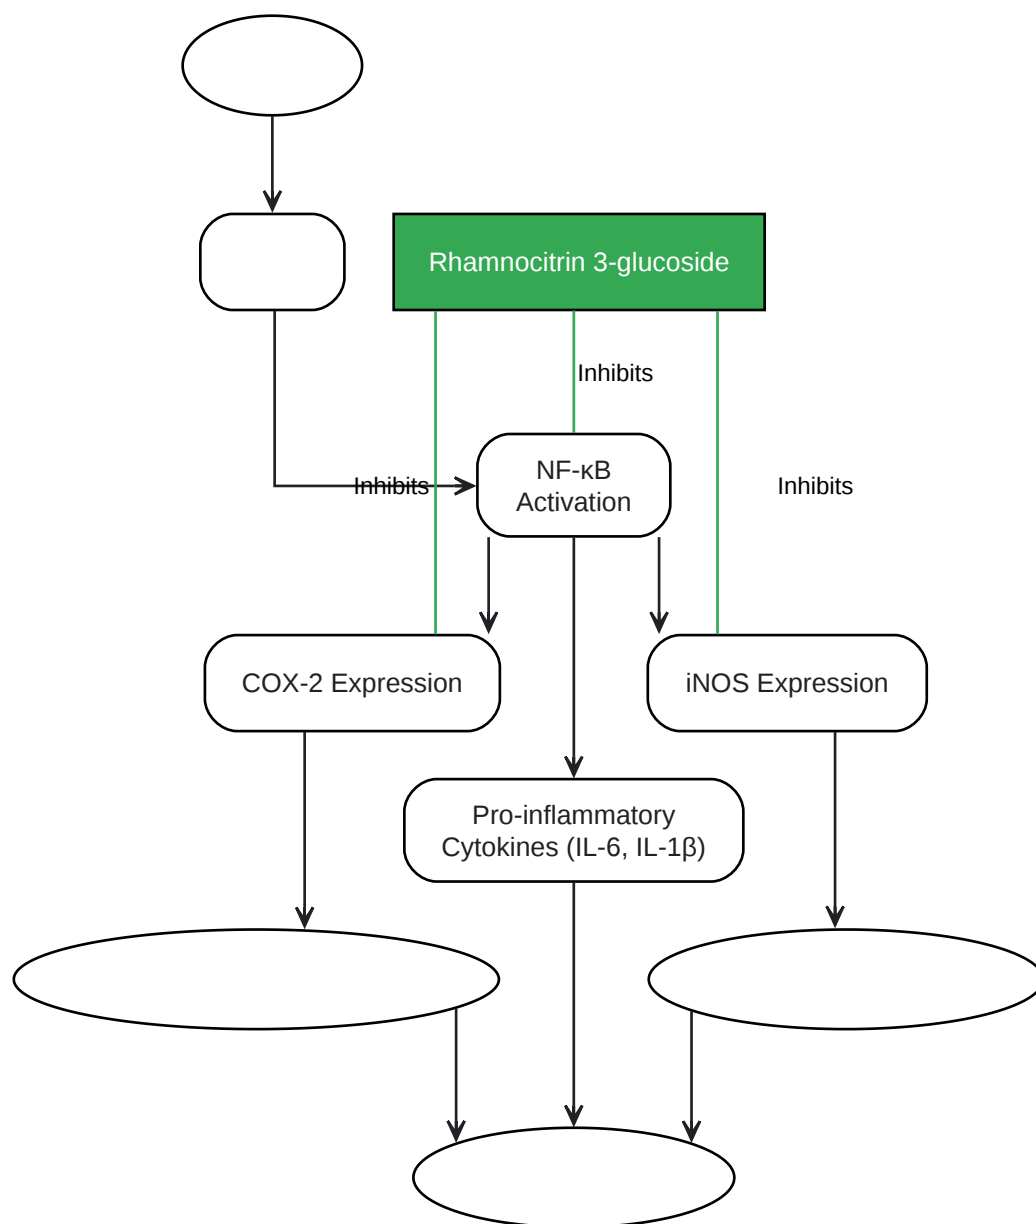 Rhamnocitrin 3-glucoside
Inhibits
NF-κB
Activation
Inhibits
Inhibits
COX-2 Expression
iNOS Expression
Pro-inflammatory
Cytokines (IL-6, IL-1β)